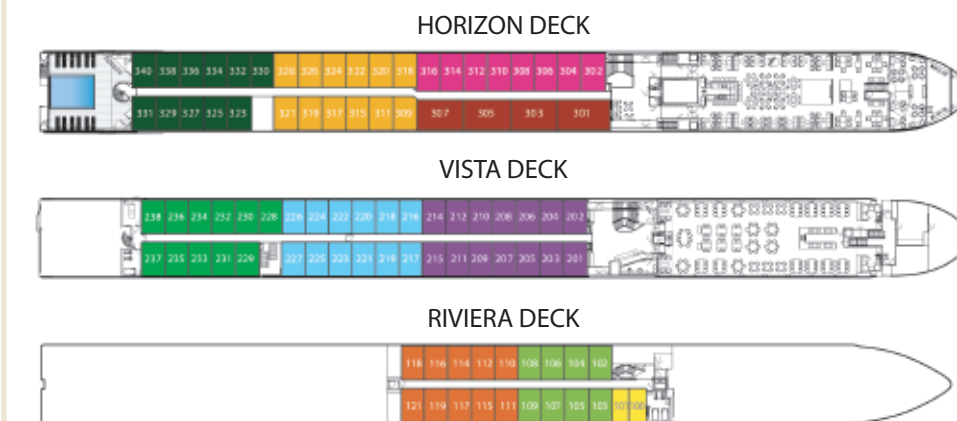 HORIZON DECK
340 338 336 334 332 330 328 326 324 322 320 318 316 314 312 310 308 306 304 302
331 329 327 325 323 321 319 317 315 311 309 307 305 303 301
VISTA DECK
238 236 234 232 230 228 226 224 222 220 218 216 214 212 210 208 206 204 202
237 235 233 231 229 227 225 223 221 219 217 215 211 209 207 205 203 201
RIVIERA DECK
118 116 114 112 110 108 106 104 102
121 119 117 115 111 109 107 105 103 101 100